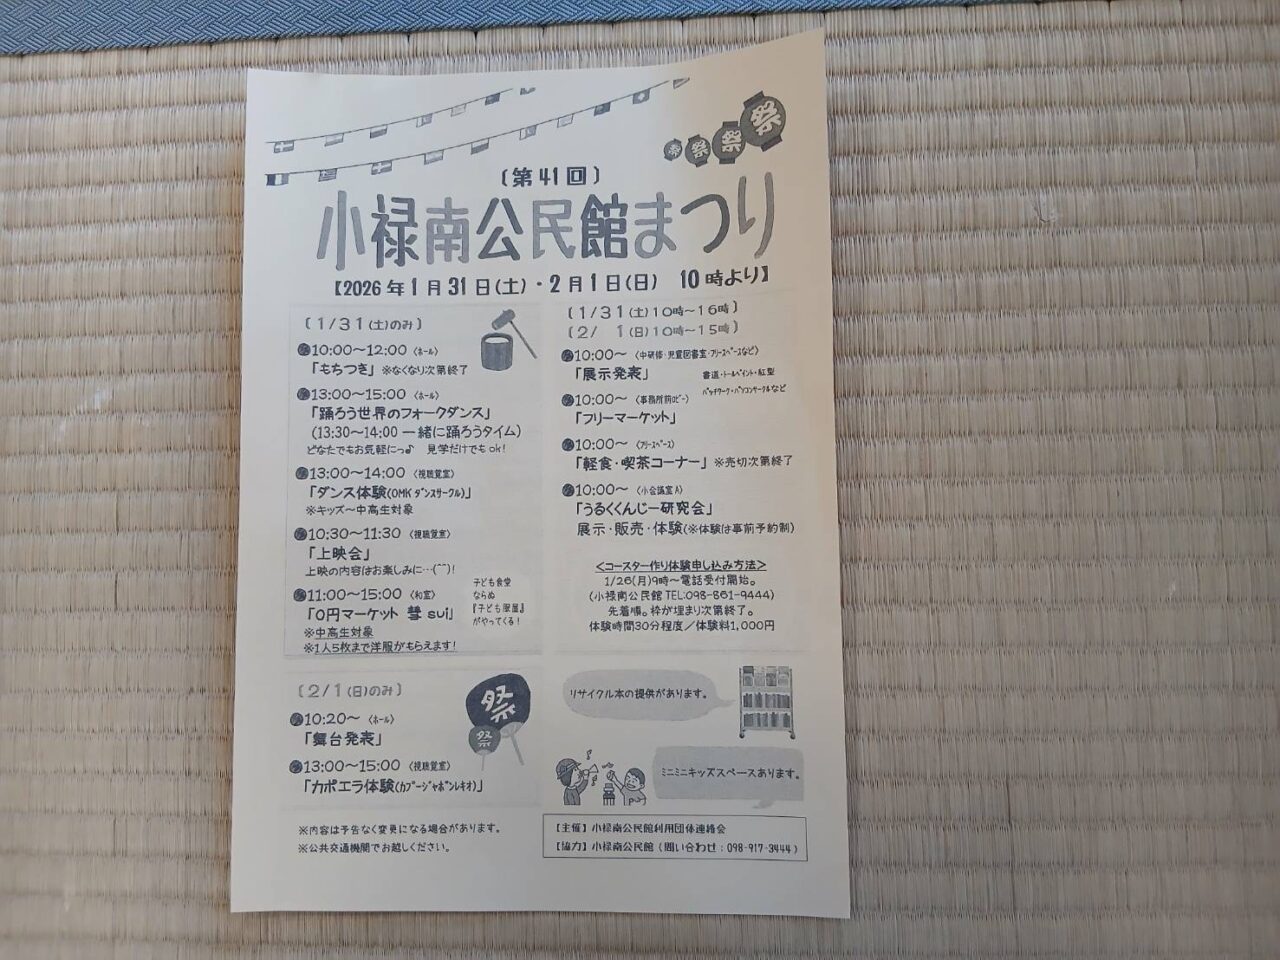 祭
祭
祭
祭
〔第41回〕
小禄南公民館まつり
【2026年1月31日(土)・2月1日(日) 10時より】
〔1/31(土)のみ〕
10:00〜12:00〈ホール〉
「もちつき」※なくなり次第終了
13:00〜15:00〈ホール〉
「踊ろう世界のフォークダンス」
(13:30〜14:00 一緒に踊ろうタイム)
どなたでもお気軽にっ♪ 見学だけでもok!
13:00〜14:00〈視聴覚室〉
「ダンス体験(OMKダンスサークル)」
※キッズ〜中高生対象
10:30〜11:30〈視聴覚室〉
「上映会」
上映の内容はお楽しみに…(^^)!
11:00〜15:00〈和室〉
「0円マーケット 彗 sui」
※中高生対象
※1人5枚まで洋服がもらえます!
子ども食堂
ならぬ
『子ども服屋』
がやってくる!
〔2/1(日)のみ〕
10:20〜〈ホール〉
「舞台発表」
13:00〜15:00〈視聴覚室〉
「カポエラ体験(カプージャポンレキオ)」
祭
祭
※内容は予告なく変更になる場合があります。
※公共交通機関でお越しください。
〔1/31(土)10時〜16時〕
〔2/ 1(日)10時〜15時〕
10:00〜〈中研修・児童図書室・フリースペースなど〉
「展示発表」
書道・トールペイント・紅型
パッチワーク・パソコンサークルなど
10:00〜〈事務所前ロビー〉
「フリーマーケット」
10:00〜〈フリースペース〉
「軽食・喫茶コーナー」※売切次第終了
10:00〜〈小会議室A〉
「うるくくんじー研究会」
展示・販売・体験(※体験は事前予約制)
<コースター作り体験申し込み方法>
1/26(月)9時〜電話受付開始。
(小禄南公民館TEL:098-861-9444)
先着順。枠が埋まり次第終了。
体験時間30分程度/体験料1,000円
リサイクル本の提供があります。
ミニミニキッズスペースあります。
【主催】小禄南公民館利用団体連絡会
【協力】小禄南公民館(問い合わせ:098-917-3444)